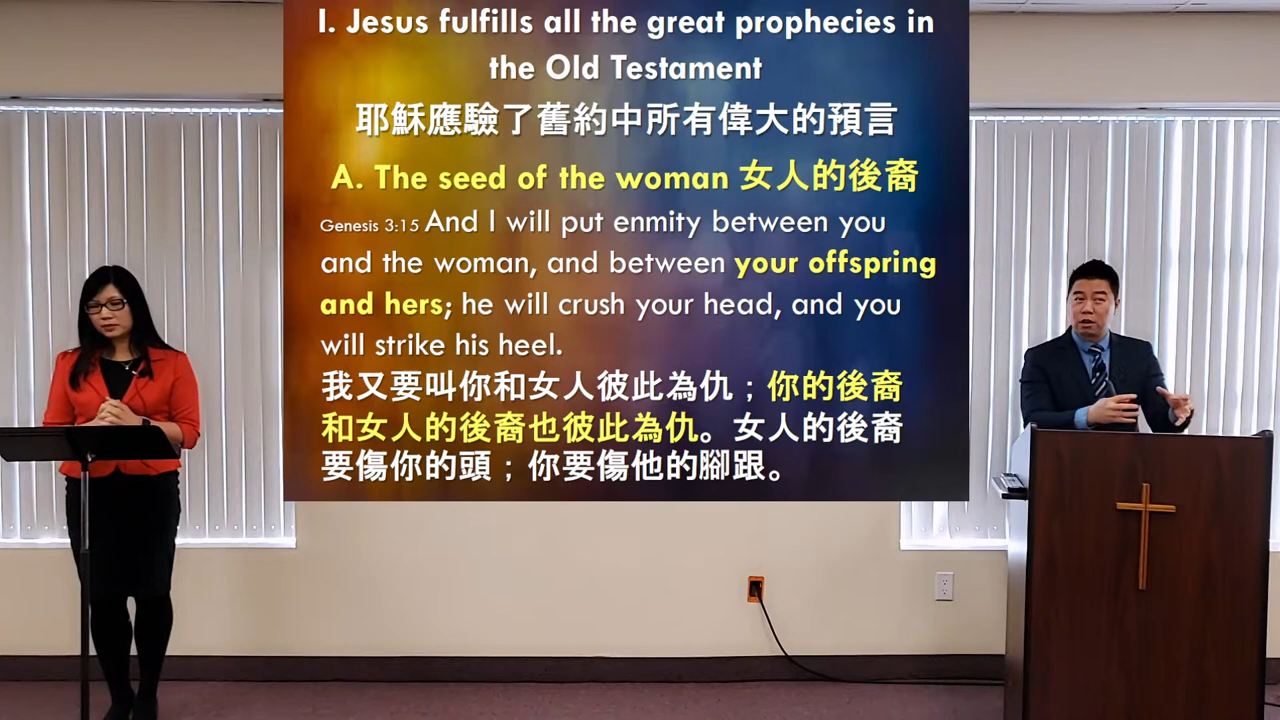 I. Jesus fulfills all the great prophecies in
the Old Testament
耶穌應驗了舊約中所有偉大的預言
A. The seed of the woman 女人的後裔
Genesis 3:15 And I will put enmity between you
and the woman, and between your offspring
and hers; he will crush your head, and you
will strike his heel.
我又要叫你和女人彼此為仇；你的後裔
和女人的後裔也彼此為仇。女人的後裔
要傷你的頭；你要傷他的腳跟。